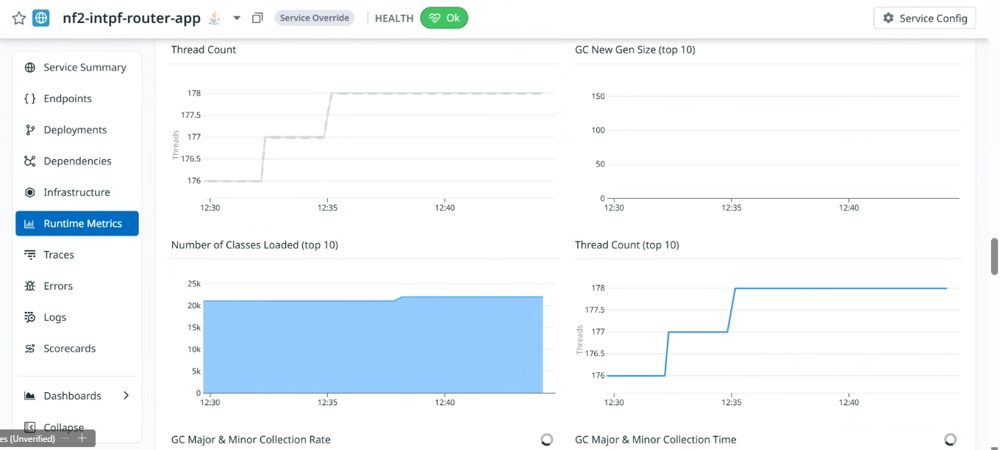 nf2-intpf-router-app Service Override HEALTH Ok Service Config
Service Summary
Endpoints
Deployments
Dependencies
Infrastructure
Runtime Metrics
Traces
Errors
Logs
Scorecards
Dashboards
Collapse
es (Unverified)
Thread Count
178
177.5
177
176.5
176
Threads
12:30 12:35 12:40
GC New Gen Size (top 10)
150
100
50
0
12:30 12:35 12:40
Number of Classes Loaded (top 10)
25k
20k
15k
10k
5k
0
12:30 12:35 12:40
Thread Count (top 10)
178
177.5
177
176.5
176
Threads
12:30 12:35 12:40
GC Major & Minor Collection Rate
GC Major & Minor Collection Time